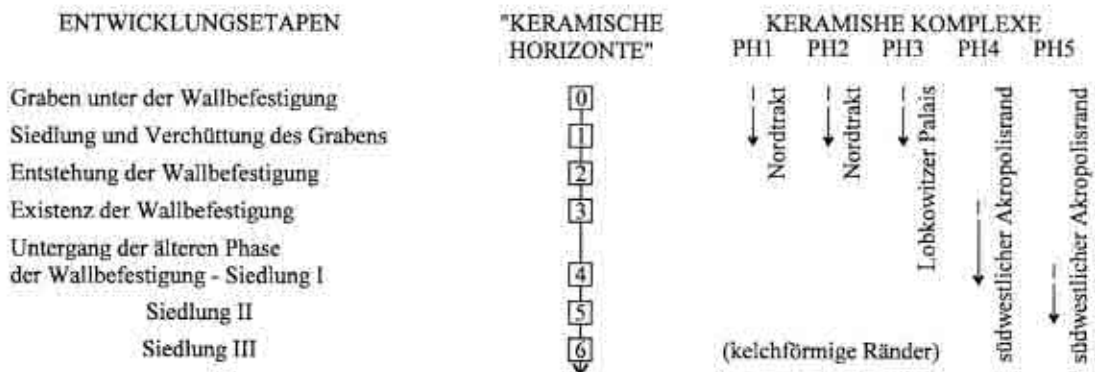 ENTWICKLUNGSETAPEN
"KERAMISCHE
HORIZONTE"
KERAMISHE KOMPLEXE
PH1 PH2 PH3 PH4 PH5
Graben unter der Wallbefestigung
0
Siedlung und Verchüttung des Grabens
1
Entstehung der Wallbefestigung
2
Existenz der Wallbefestigung
3
Untergang der älteren Phase
der Wallbefestigung - Siedlung I
4
Siedlung II
5
Siedlung III
6
(kelchförmige Ränder)
Nordtrakt
Nordtrakt
Lobkowitzer Palais
südwestlicher Akropolisrand
südwestlicher Akropolisrand